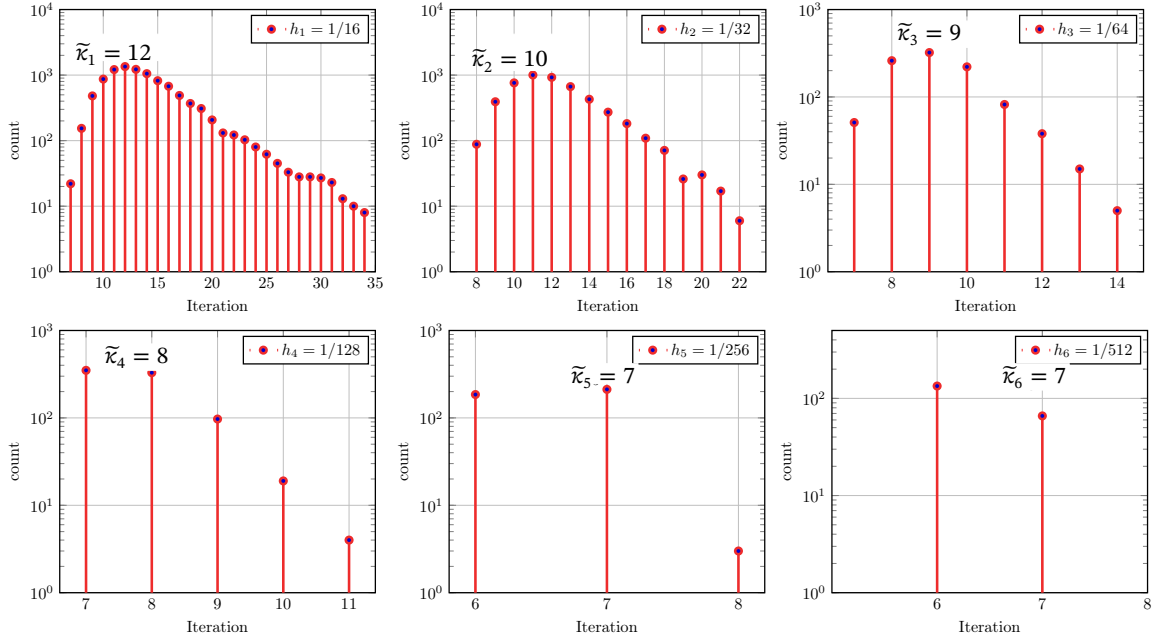 10⁴
10³
10²
10¹
10⁰
count
κ̃₁ = 12
h₁ = 1/16
10 15 20 25 30 35
Iteration
10⁴
10³
10²
10¹
10⁰
count
κ̃₂ = 10
h₂ = 1/32
8 10 12 14 16 18 20 22
Iteration
10³
10²
10¹
10⁰
count
κ̃₃ = 9
h₃ = 1/64
8 10 12 14
Iteration
10³
10²
10¹
10⁰
count
κ̃₄ = 8
h₄ = 1/128
7 8 9 10 11
Iteration
10³
10²
10¹
10⁰
count
κ̃₅ = 7
h₅ = 1/256
6 7 8
Iteration
10²
10¹
10⁰
count
κ̃₆ = 7
h₆ = 1/512
6 7 8
Iteration